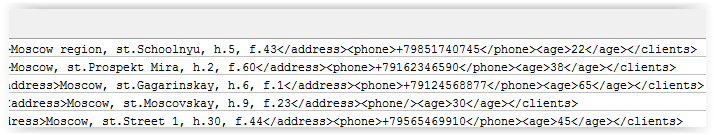 >Moscow region, st.Schoolnyu, h.5, f.43</address><phone>+79851740745</phone><age>22</age></clients>
>Moscow, st.Prospekt Mira, h.2, f.60</address><phone>+79162346590</phone><age>38</age></clients>
address>Moscow, st.Gagarinskay, h.6, f.1</address><phone>+79124568877</phone><age>65</age></clients>
address>Moscow, st.Moscovskay, h.9, f.23</address><phone/><age>30</age></clients>
dress>Moscow, st.Street 1, h.30, f.44</address><phone>+79565469910</phone><age>45</age></clients>